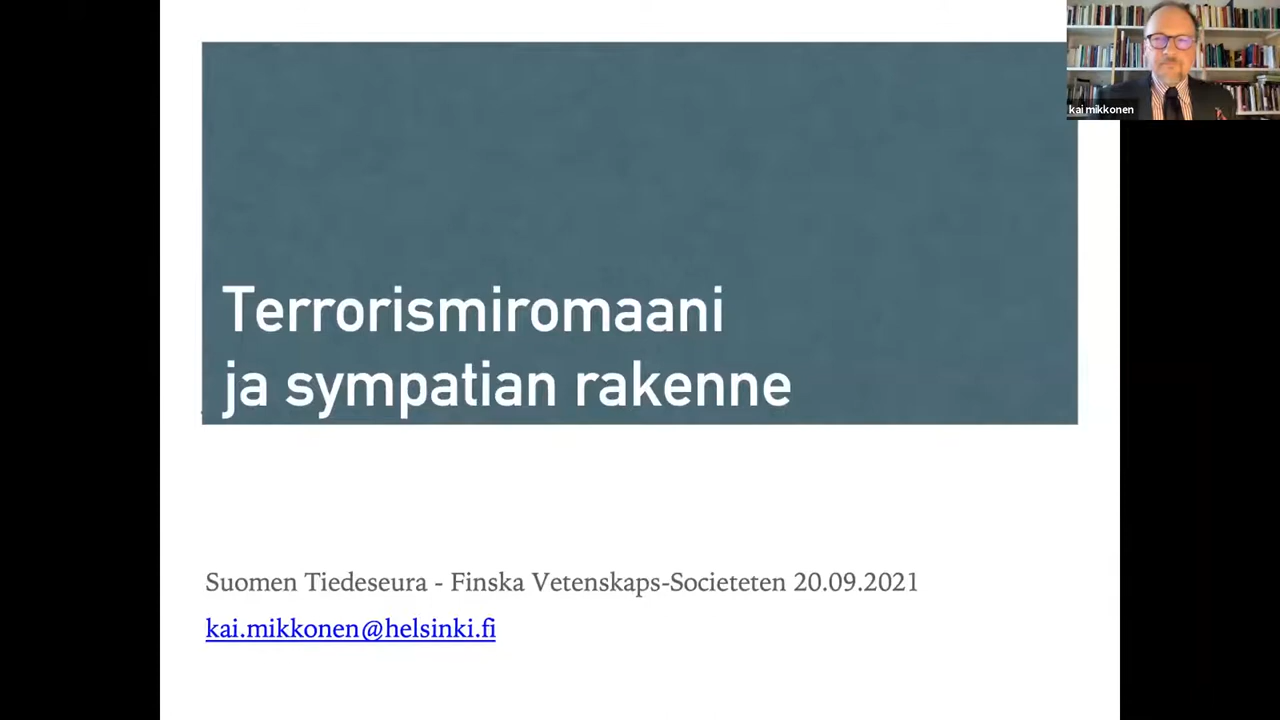 kai mikkonen
Terrorismiromaani
ja sympatian rakenne
Suomen Tiedeseura - Finska Vetenskaps-Societeten 20.09.2021
kai.mikkonen@helsinki.fi